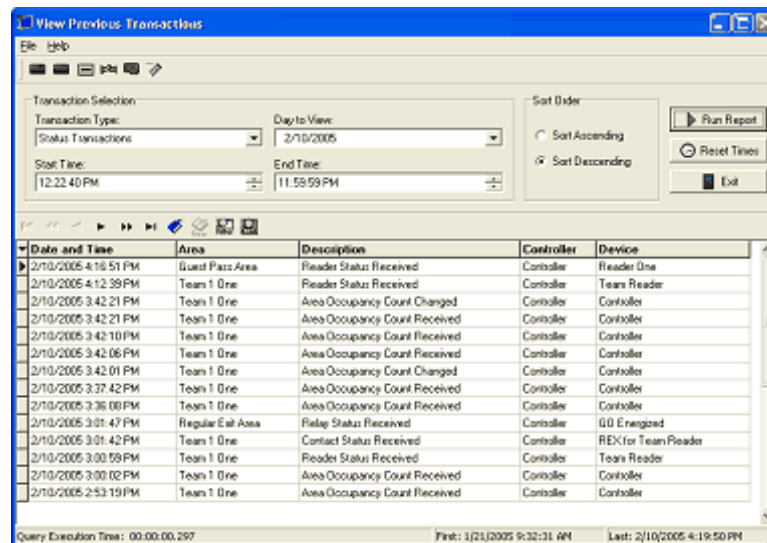 View Previous Transactions
File Help
Transaction Selection
Transaction Type:
Status Transactions
Day to View:
2/10/2005
Start Time:
12:22:40 PM
End Time:
11:59:59 PM
Sort Order
Sort Ascending
Sort Descending
Run Report
Reset Times
Exit
Date and Time Area Description Controller Device
2/10/2005 4:16:51 PM Guest Pass Area Reader Status Received Controller Reader One
2/10/2005 4:12:39 PM Team 1 One Reader Status Received Controller Team Reader
2/10/2005 3:42:21 PM Team 1 One Area Occupancy Count Changed Controller Controller
2/10/2005 3:42:21 PM Team 1 One Area Occupancy Count Received Controller Controller
2/10/2005 3:42:10 PM Team 1 One Area Occupancy Count Received Controller Controller
2/10/2005 3:42:06 PM Team 1 One Area Occupancy Count Received Controller Controller
2/10/2005 3:42:01 PM Team 1 One Area Occupancy Count Changed Controller Controller
2/10/2005 3:37:42 PM Team 1 One Area Occupancy Count Received Controller Controller
2/10/2005 3:36:08 PM Team 1 One Area Occupancy Count Received Controller Controller
2/10/2005 3:01:47 PM Regular Exit Area Relay Status Received Controller GO Energized
2/10/2005 3:01:42 PM Team 1 One Contact Status Received Controller REX for Team Reader
2/10/2005 3:00:59 PM Team 1 One Reader Status Received Controller Team Reader
2/10/2005 3:00:02 PM Team 1 One Area Occupancy Count Received Controller Controller
2/10/2005 2:53:19 PM Team 1 One Area Occupancy Count Received Controller Controller
Query Execution Time: 00:00:00.297 First: 1/21/2005 9:32:31 AM Last: 2/10/2005 4:19:50 PM